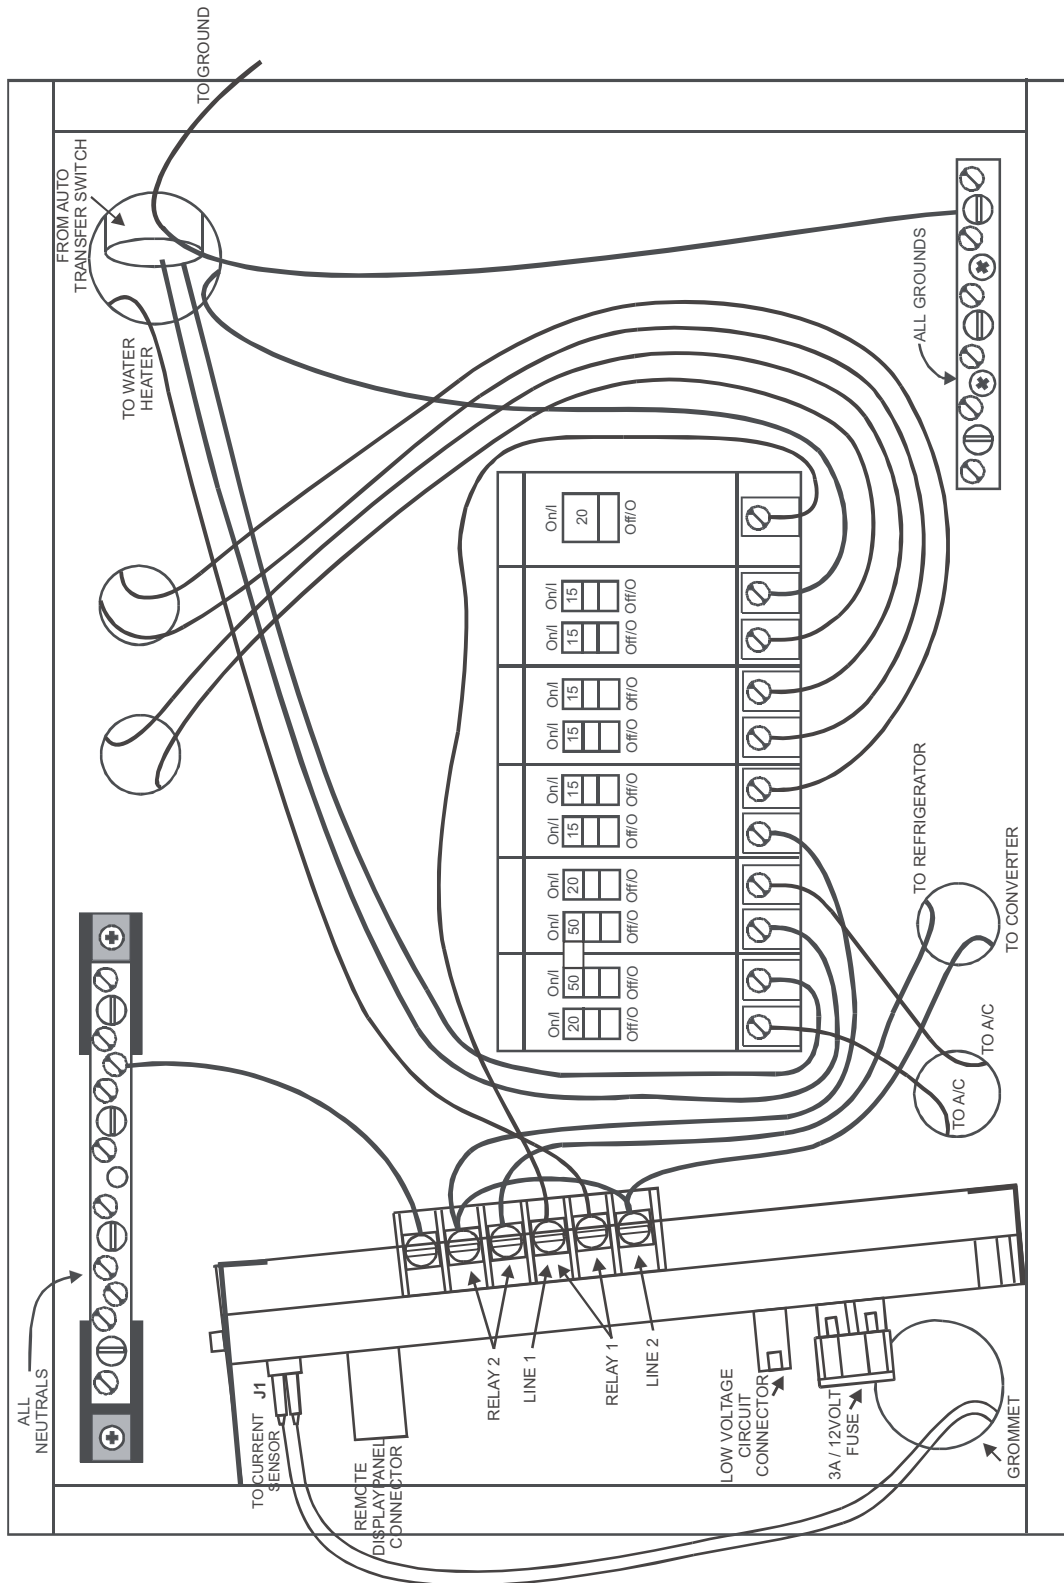 TO GROUND
FROM AUTO
TRANSFER SWITCH
TO WATER
HEATER
ALL GROUNDS
On/I
20
Off/O
On/I
15
Off/O
On/I
15
Off/O
On/I
15
Off/O
On/I
15
Off/O
On/I
15
Off/O
On/I
15
Off/O
On/I
20
Off/O
On/I
50
Off/O
On/I
50
Off/O
On/I
20
Off/O
TO REFRIGERATOR
TO CONVERTER
TO A/C
TO A/C
ALL
NEUTRALS
J1
TO CURRENT
SENSOR
REMOTE
DISPLAYPANEL
CONNECTOR
RELAY 2
LINE 1
RELAY 1
LINE 2
LOW VOLTAGE
CIRCUIT
CONNECTOR
3A / 12VOLT
FUSE
GROMMET